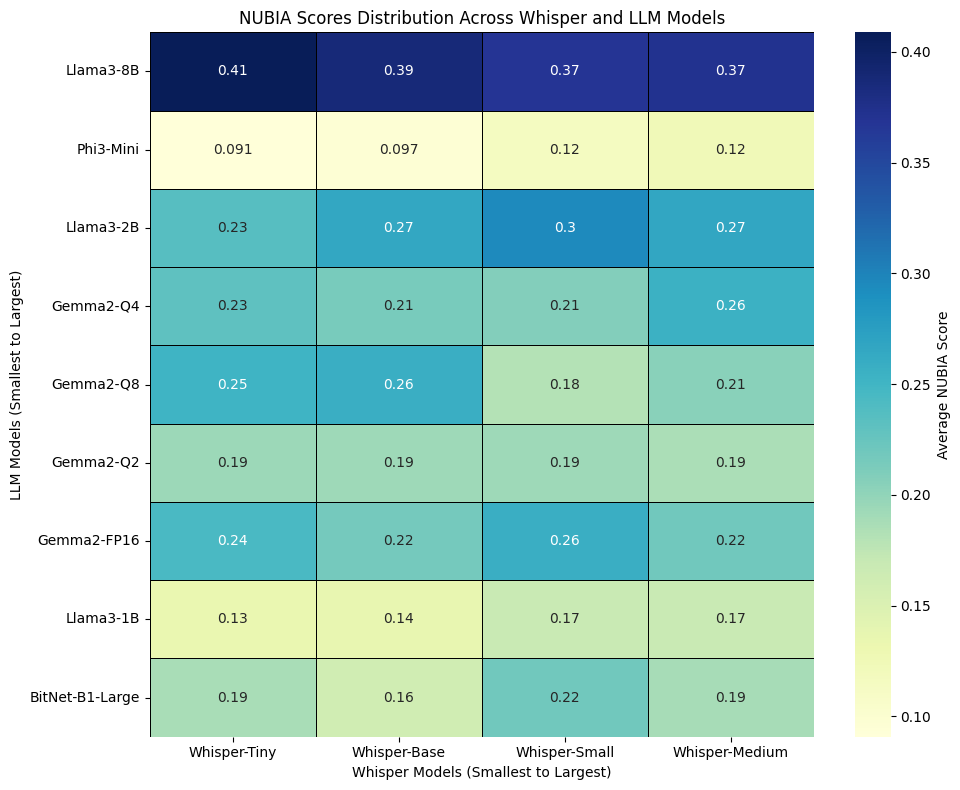 NUBIA Scores Distribution Across Whisper and LLM Models
LLM Models (Smallest to Largest)
Llama3-8B 0.41 0.39 0.37 0.37
Phi3-Mini 0.091 0.097 0.12 0.12
Llama3-2B 0.23 0.27 0.3 0.27
Gemma2-Q4 0.23 0.21 0.21 0.26
Gemma2-Q8 0.25 0.26 0.18 0.21
Gemma2-Q2 0.19 0.19 0.19 0.19
Gemma2-FP16 0.24 0.22 0.26 0.22
Llama3-1B 0.13 0.14 0.17 0.17
BitNet-B1-Large 0.19 0.16 0.22 0.19
Whisper-Tiny Whisper-Base Whisper-Small Whisper-Medium
Whisper Models (Smallest to Largest)
0.40
0.35
0.30
0.25
0.20
0.15
0.10
Average NUBIA Score